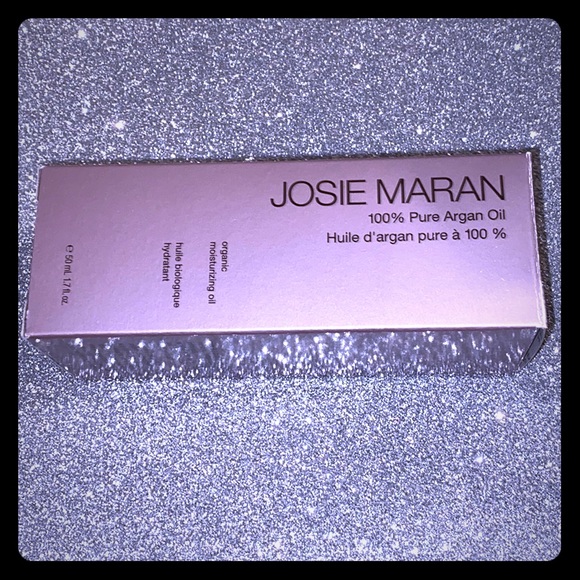 JOSIE MARAN
100% Pure Argan Oil
Huile d'argan pure à 100 %
organic
moisturizing oil
huile biologique
hydratant
℮ 50 mL 1.7 fl. oz.